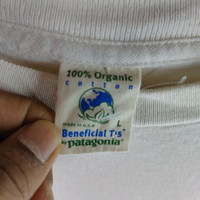 100% Organic
cotton
made in U.S.A.
L
Beneficial T's®
by patagonia®